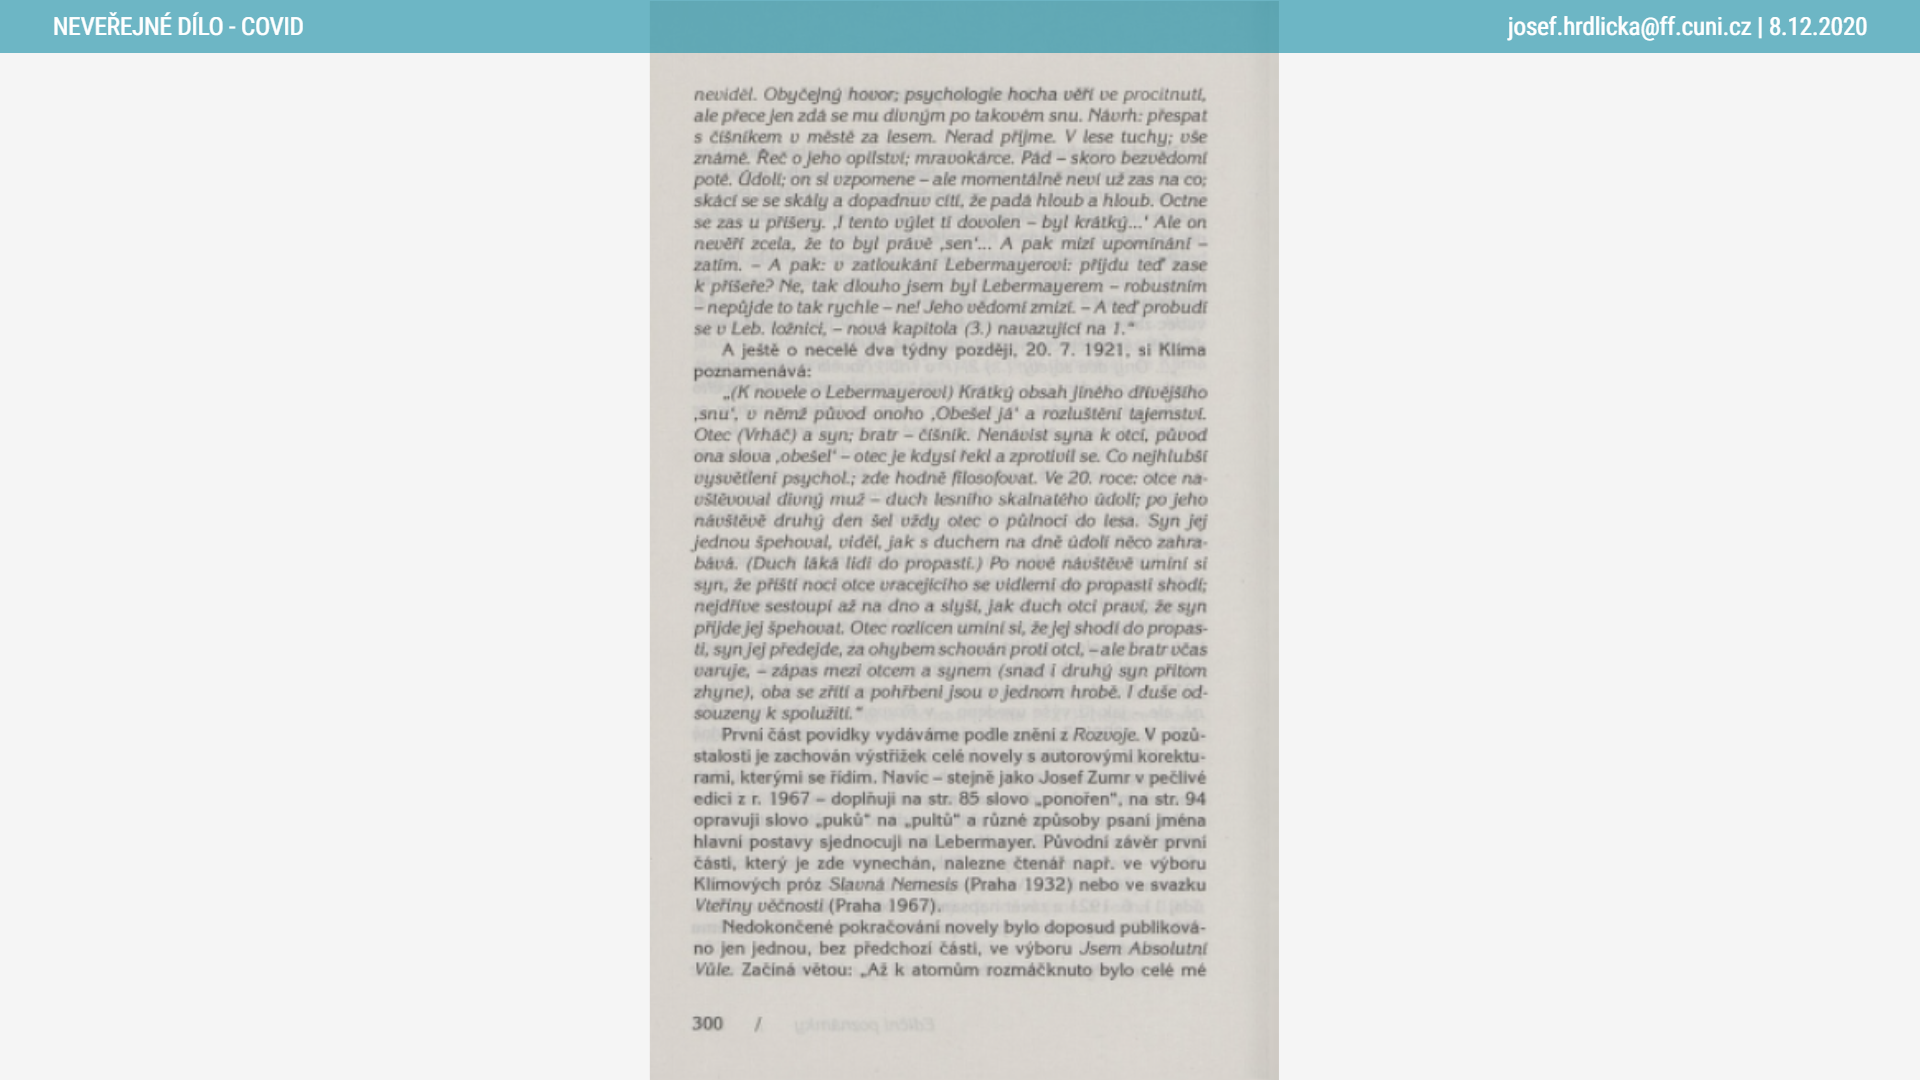 NEVEŘEJNÉ DÍLO - COVID
josef.hrdlicka@ff.cuni.cz | 8.12.2020
neviděl. Obyčejný hovor; psychologie hocha věří ve procitnutí,
ale přece jen zdá se mu divným po takovém snu. Návrh: přespat
s číšníkem v městě za lesem. Nerad přijme. V lese tuchy; vše
známé. Řeč o jeho opilství; mravokárce. Pád – skoro bezvědomí
poté. Údolí; on si vzpomene – ale momentálně neví už zas na co;
skácí se se skály a dopadnuv cítí, že padá hloub a hloub. Octne
se zas u příšery. ‚I tento výlet ti dovolen – byl krátký...‘ Ale on
nevěří zcela, že to byl právě ‚sen‘... A pak mizí upomínání –
zatím. – A pak: v zatloukání Lebermayerovi: přijdu teď zase
k příšeře? Ne, tak dlouho jsem byl Lebermayerem – robustním
– nepůjde to tak rychle – ne! Jeho vědomí zmizí. – A teď probudí
se v Leb. ložnici, – nová kapitola (3.) navazující na 1.“
A ještě o necelé dva týdny později, 20. 7. 1921, si Klíma
poznamenává:
„(K novele o Lebermayerovi) Krátký obsah jiného dřívějšího
‚snu‘, v němž původ onoho ‚Obešel já‘ a rozluštění tajemství.
Otec (Vrháč) a syn; bratr – číšník. Nenávist syna k otci, původ
ona slova ‚obešel‘ – otec je kdysi řekl a zprotivil se. Co nejhlubší
vysvětlení psychol.; zde hodně filosofovat. Ve 20. roce: otce na-
vštěvoval divný muž – duch lesního skalnatého údolí; po jeho
návštěvě druhý den šel vždy otec o půlnoci do lesa. Syn jej
jednou špehoval, viděl, jak s duchem na dně údolí něco zahra-
bává. (Duch láká lidi do propasti.) Po nové návštěvě umíní si
syn, že příští noci otce vracejícího se vidlemi do propasti shodí;
nejdříve sestoupí až na dno a slyší, jak duch otci praví, že syn
přijde jej špehovat. Otec rozlícen umíní si, že jej shodí do propas-
ti, syn jej předejde, za ohybem schován proti otci, – ale bratr včas
varuje, – zápas mezi otcem a synem (snad i druhý syn přitom
zhyne), oba se zřítí a pohřbeni jsou v jednom hrobě. I duše od-
souzeny k spolužití.“
První část povídky vydáváme podle znění z Rozvoje. V pozů-
stalosti je zachován výstřižek celé novely s autorovými korektu-
rami, kterými se řídím. Navíc – stejně jako Josef Zumr v pečlivé
edici z r. 1967 – doplňuji na str. 85 slovo „ponořen“, na str. 94
opravuji slovo „puků“ na „pultů“ a různé způsoby psaní jména
hlavní postavy sjednocuji na Lebermayer. Původní závěr první
části, který je zde vynechán, nalezne čtenář např. ve výboru
Klímových próz Slavná Nemesis (Praha 1932) nebo ve svazku
Vteřiny věčnosti (Praha 1967).
Nedokončené pokračování novely bylo doposud publiková-
no jen jednou, bez předchozí části, ve výboru Jsem Absolutní
Vůle. Začíná větou: „Až k atomům rozmáčknuto bylo celé mé
300 /